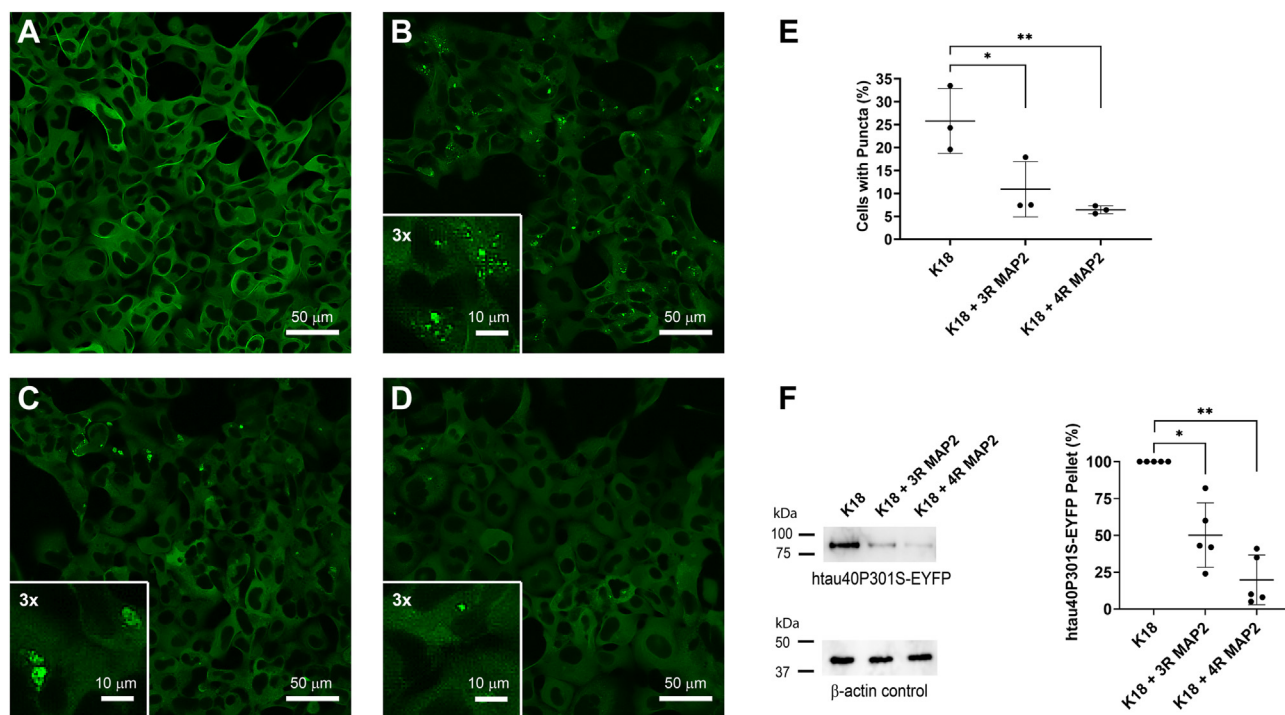 A
50 μm
B
3x
10 μm
50 μm
C
3x
10 μm
50 μm
D
3x
10 μm
50 μm
E
**
*
Cells with Puncta (%)
35
30
25
20
15
10
5
0
K18
K18 + 3R MAP2
K18 + 4R MAP2
F
K18
K18 + 3R MAP2
K18 + 4R MAP2
kDa
100
75
htau40P301S-EYFP
50
37
β-actin control
kDa
**
*
htau40P301S-EYFP Pellet (%)
100
75
50
25
0
K18
K18 + 3R MAP2
K18 + 4R MAP2